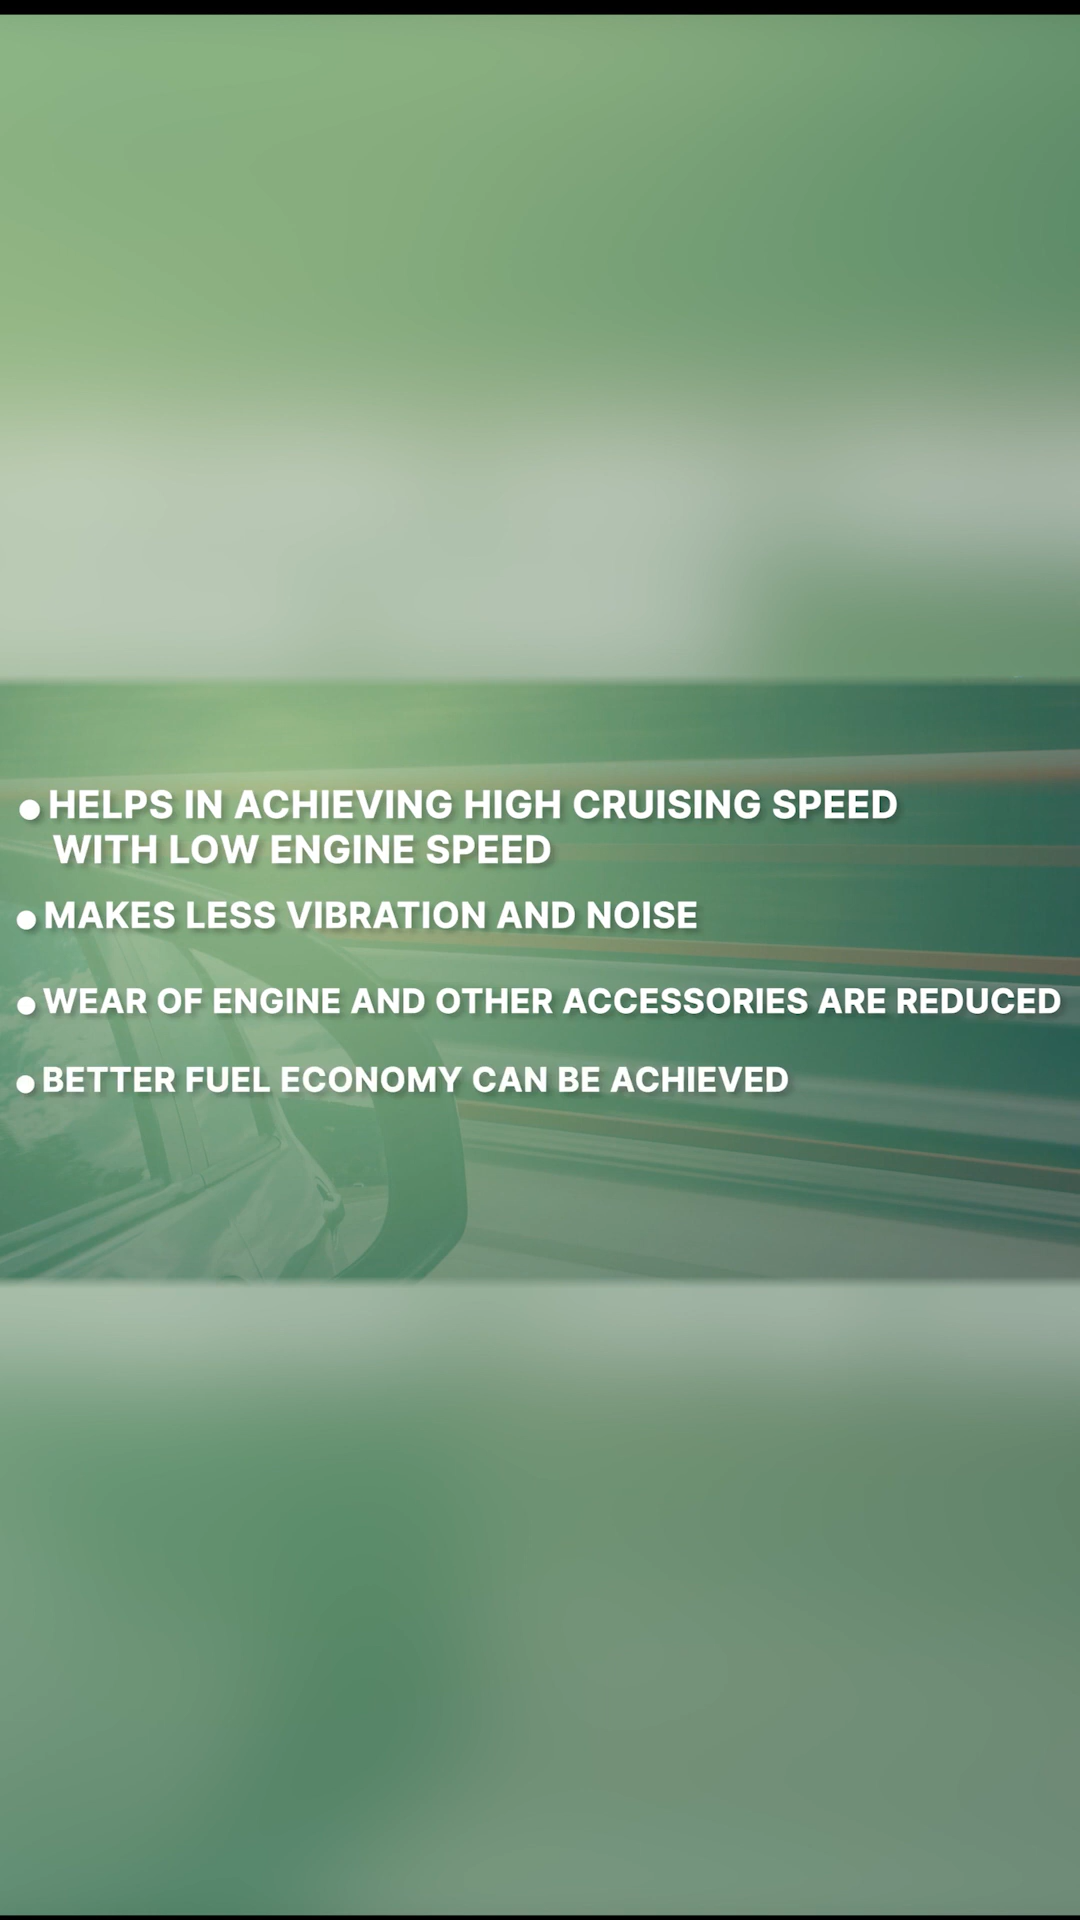 ● HELPS IN ACHIEVING HIGH CRUISING SPEED
WITH LOW ENGINE SPEED
● MAKES LESS VIBRATION AND NOISE
● WEAR OF ENGINE AND OTHER ACCESSORIES ARE REDUCED
● BETTER FUEL ECONOMY CAN BE ACHIEVED